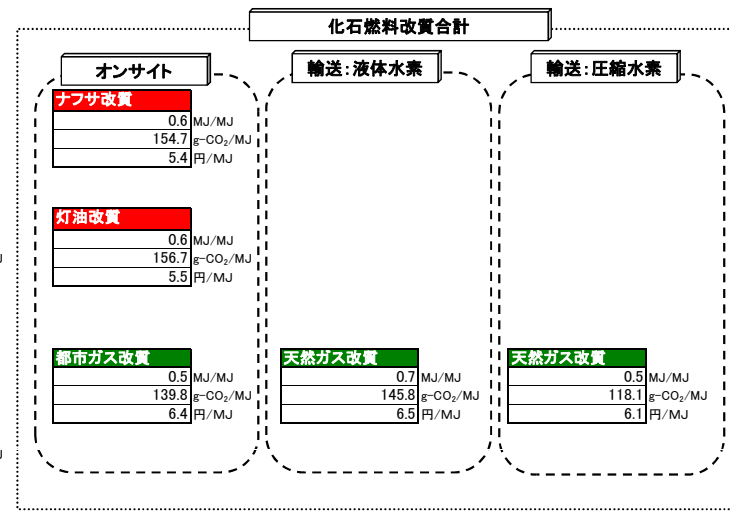 化石燃料改質合計
オンサイト
輸送：液体水素
輸送：圧縮水素
ナフサ改質
0.6 MJ/MJ
154.7 g-CO₂/MJ
5.4 円/MJ
灯油改質
0.6 MJ/MJ
156.7 g-CO₂/MJ
5.5 円/MJ
都市ガス改質
0.5 MJ/MJ
139.8 g-CO₂/MJ
6.4 円/MJ
天然ガス改質
0.7 MJ/MJ
145.8 g-CO₂/MJ
6.5 円/MJ
天然ガス改質
0.5 MJ/MJ
118.1 g-CO₂/MJ
6.1 円/MJ